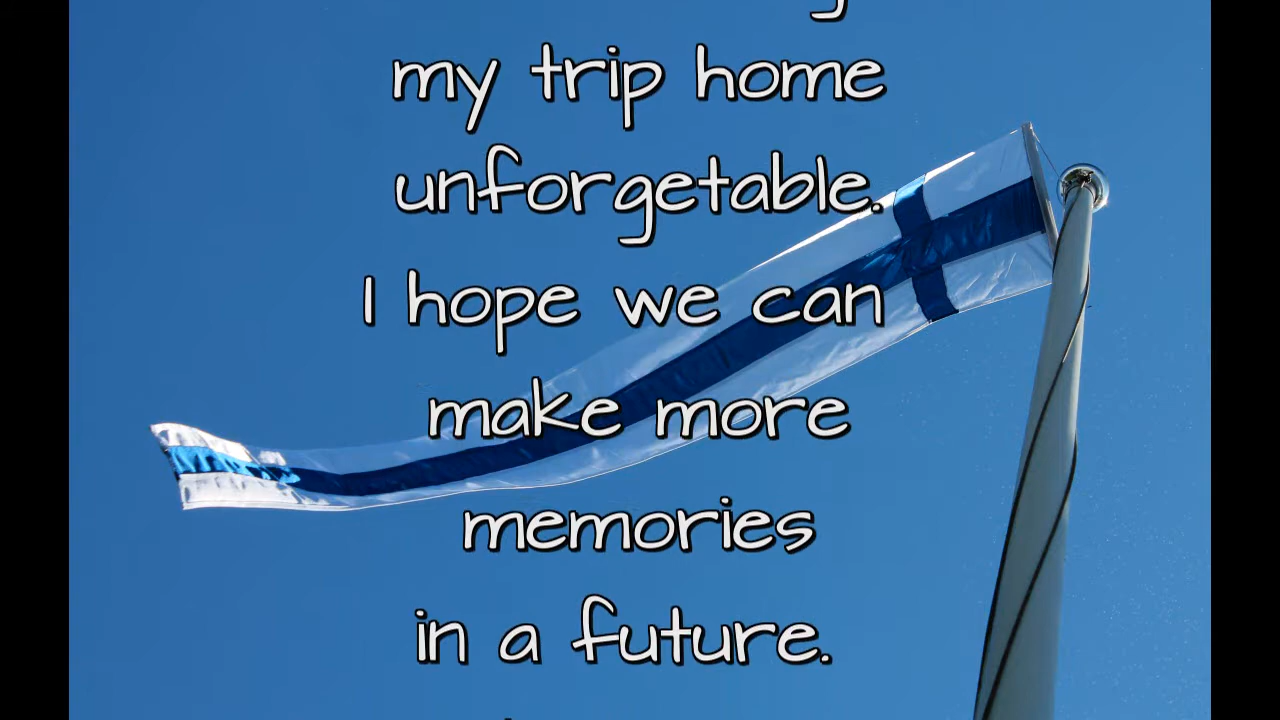 my trip home
unforgetable.
I hope we can
make more
memories
in a future.